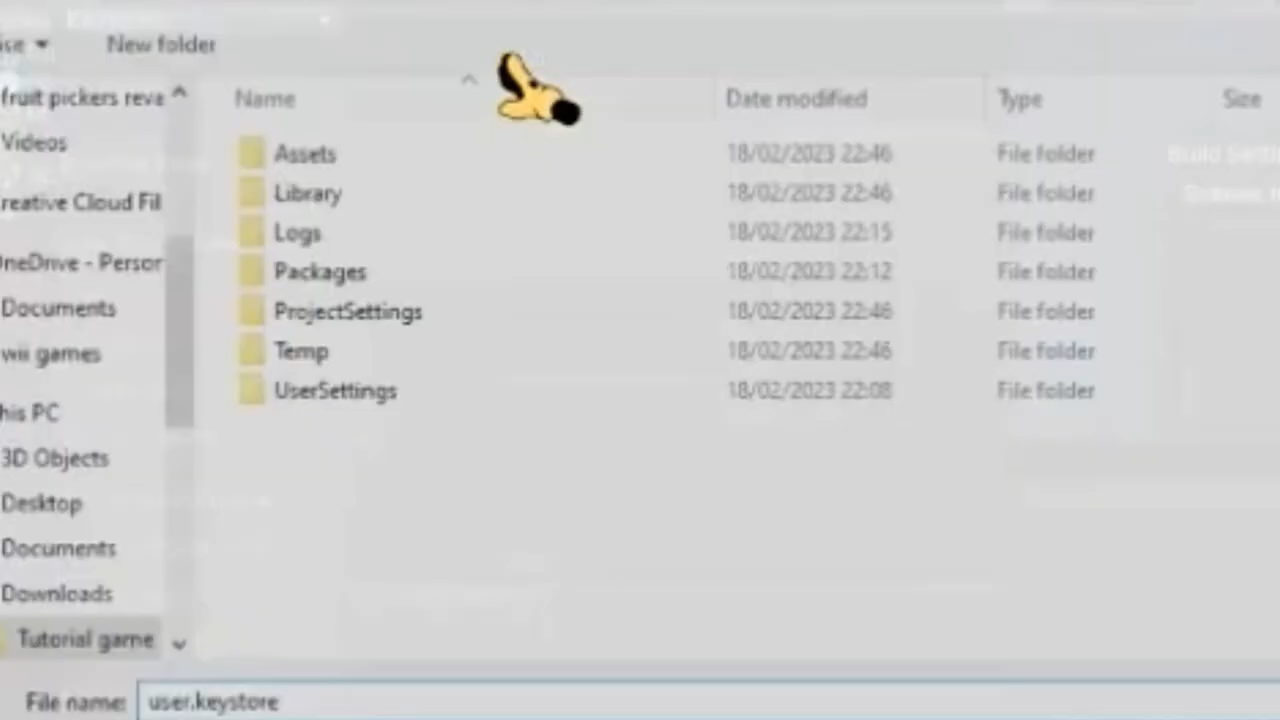 New folder
fruit pickers reva
Name Date modified Type Size
Videos
Assets 18/02/2023 22:46 File folder
Library 18/02/2023 22:46 File folder
reative Cloud Fil
Logs 18/02/2023 22:15 File folder
neDrive - Person
Packages 18/02/2023 22:12 File folder
Documents
ProjectSettings 18/02/2023 22:46 File folder
wii games
Temp 18/02/2023 22:46 File folder
UserSettings 18/02/2023 22:08 File folder
his PC
3D Objects
Desktop
Documents
Downloads
Tutorial game
File name: user.keystore